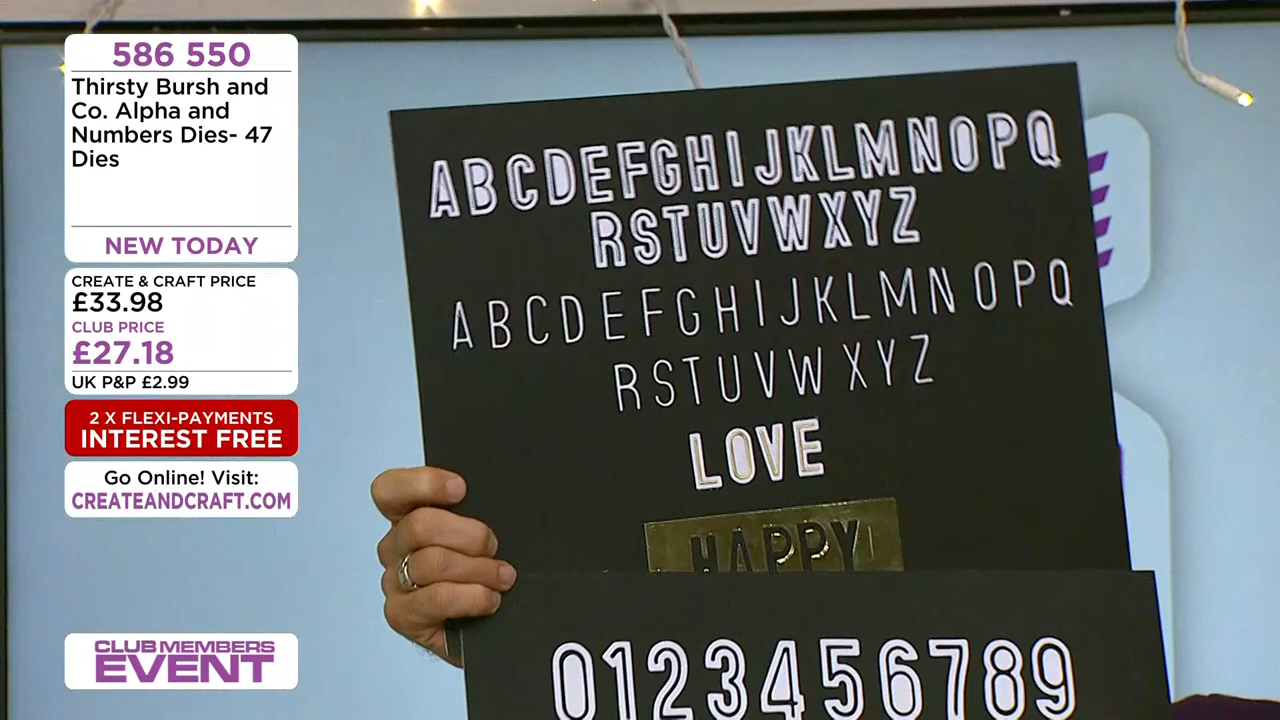 586 550
Thirsty Bursh and
Co. Alpha and
Numbers Dies- 47
Dies
NEW TODAY
CREATE & CRAFT PRICE
£33.98
CLUB PRICE
£27.18
UK P&P £2.99
2 X FLEXI-PAYMENTS
INTEREST FREE
Go Online! Visit:
CREATEANDCRAFT.COM
CLUB MEMBERS
EVENT
ABCDEFGHIJKLMNOPQ
RSTUVWXYZ
ABCDEFGHIJKLMNOPQ
RSTUVWXYZ
LOVE
HAPPY
0123456789